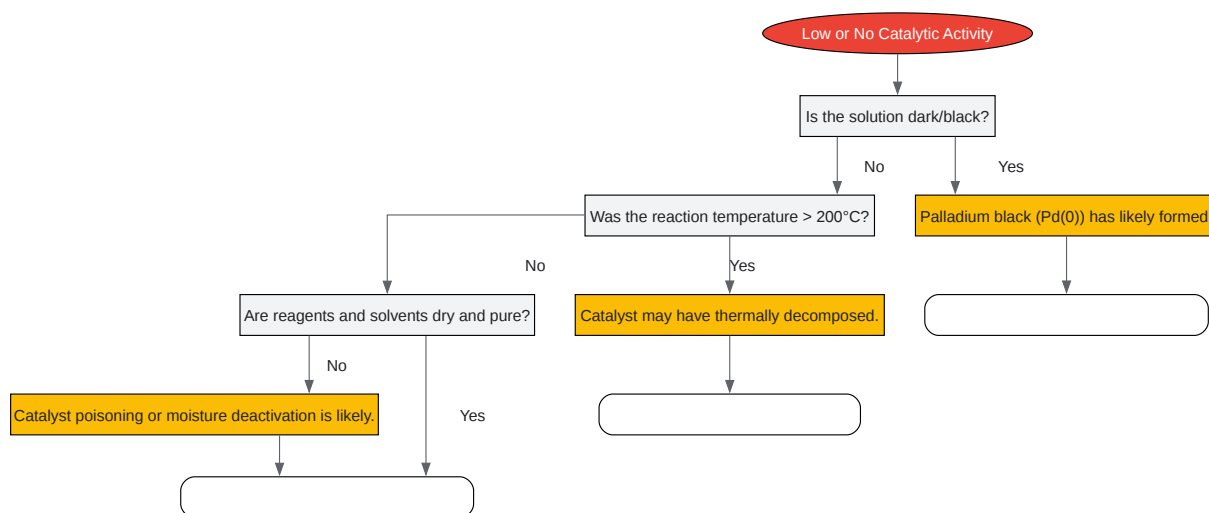 Low or No Catalytic Activity
Is the solution dark/black?
No
Yes
Was the reaction temperature > 200°C?
Palladium black (Pd(0)) has likely formed
No
Yes
Are reagents and solvents dry and pure?
Catalyst may have thermally decomposed.
No
Catalyst poisoning or moisture deactivation is likely.
Yes